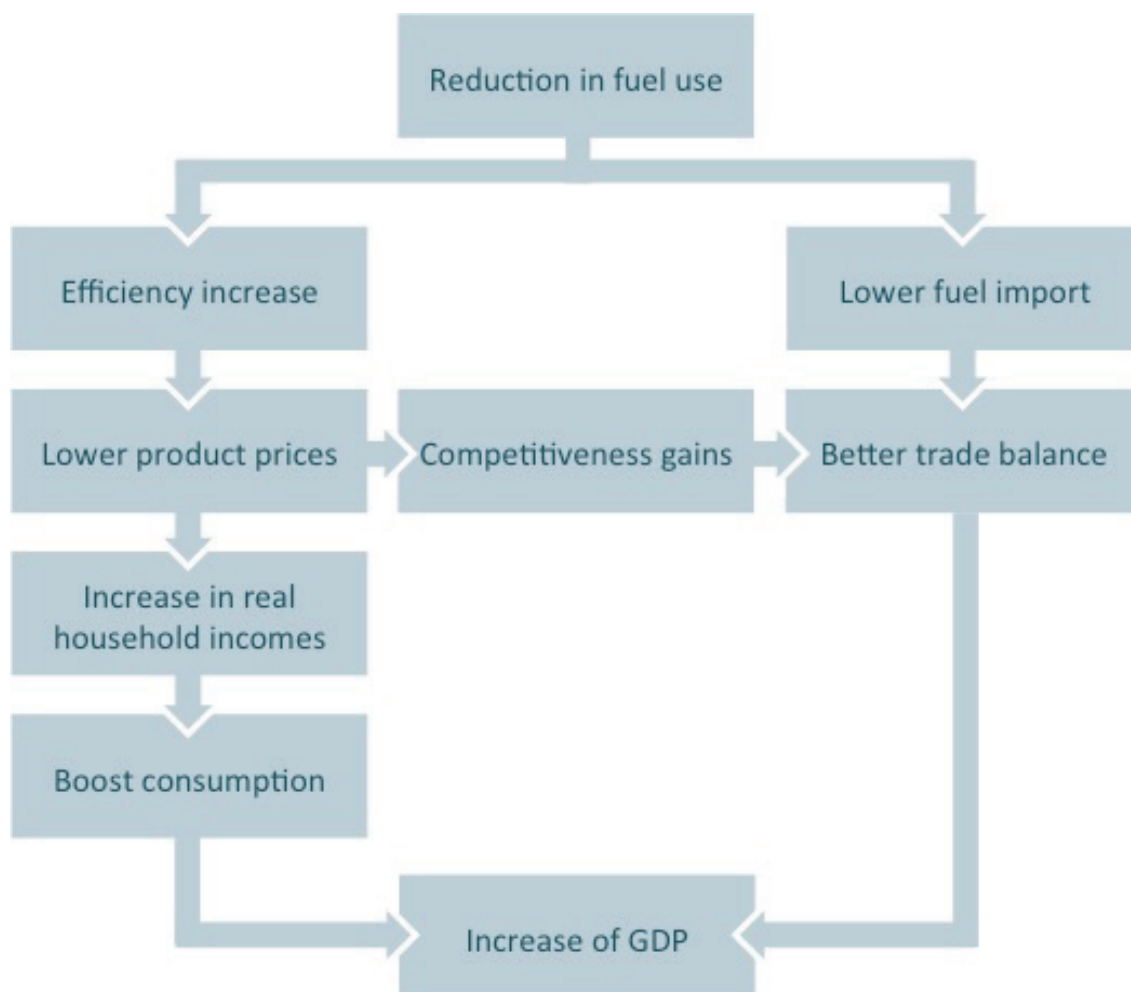 Reduction in fuel use
Efficiency increase
Lower fuel import
Lower product prices
Competitiveness gains
Better trade balance
Increase in real
household incomes
Boost consumption
Increase of GDP